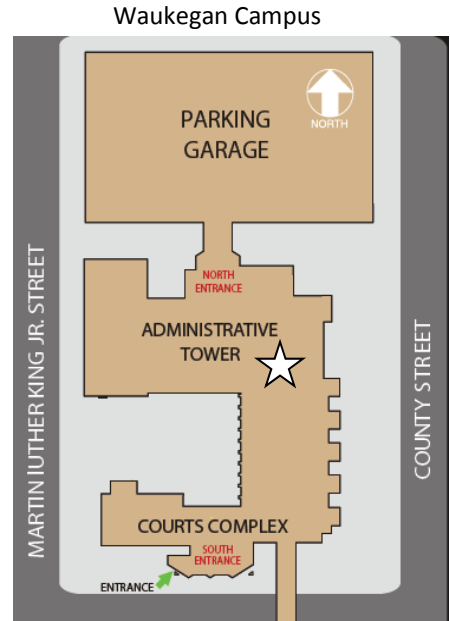 Waukegan Campus
PARKING
GARAGE
NORTH
NORTH
ENTRANCE
ADMINISTRATIVE
TOWER
MARTIN lUTHER KING JR. STREET
COUNTY STREET
COURTS COMPLEX
SOUTH
ENTRANCE
ENTRANCE